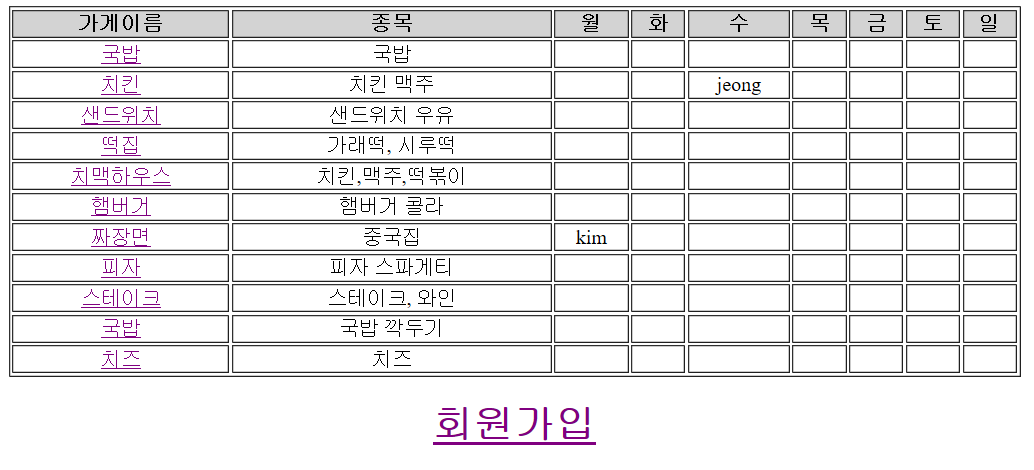 가게이름 종목 월 화 수 목 금 토 일
국밥 국밥
치킨 치킨 맥주 jeong
샌드위치 샌드위치 우유
떡집 가래떡, 시루떡
치맥하우스 치킨,맥주,떡볶이
햄버거 햄버거 콜라
짜장면 중국집 kim
피자 피자 스파게티
스테이크 스테이크, 와인
국밥 국밥 깍두기
치즈 치즈
회원가입